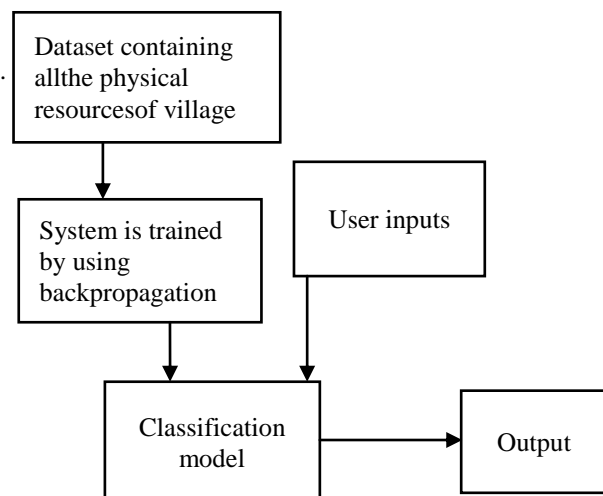 Dataset containing
.
allthe physical
resourcesof village
System is trained
by using
backpropagation
User inputs
Classification
model
Output